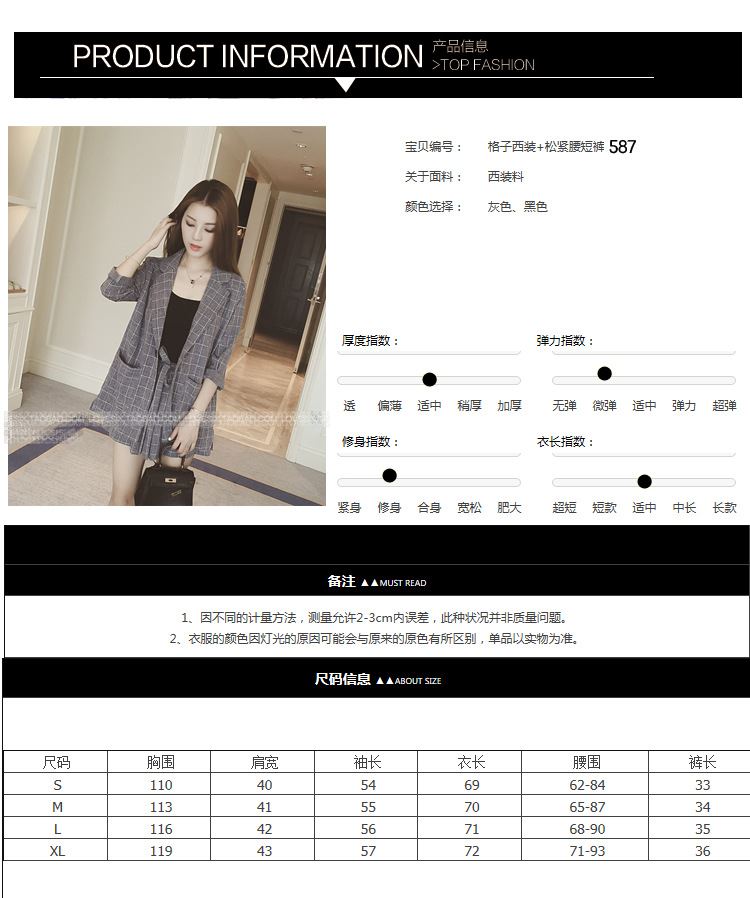 PRODUCT INFORMATION 产品信息
>TOP FASHION
宝贝编号： 格子西装+松紧腰短裤 587
关于面料： 西装料
颜色选择： 灰色、黑色
厚度指数： 弹力指数：
透 偏薄 适中 稍厚 加厚 无弹 微弹 适中 弹力 超弹
修身指数： 衣长指数：
紧身 修身 合身 宽松 肥大 超短 短款 适中 中长 长款
备注 ▲▲MUST READ
1、因不同的计量方法，测量允许2-3cm内误差，此种状况并非质量问题。
2、衣服的颜色因灯光的原因可能会与原来的原色有所区别，单品以实物为准。
尺码信息 ▲▲ABOUT SIZE
尺码 胸围 肩宽 袖长 衣长 腰围 裤长
S 110 40 54 69 62-84 33
M 113 41 55 70 65-87 34
L 116 42 56 71 68-90 35
XL 119 43 57 72 71-93 36